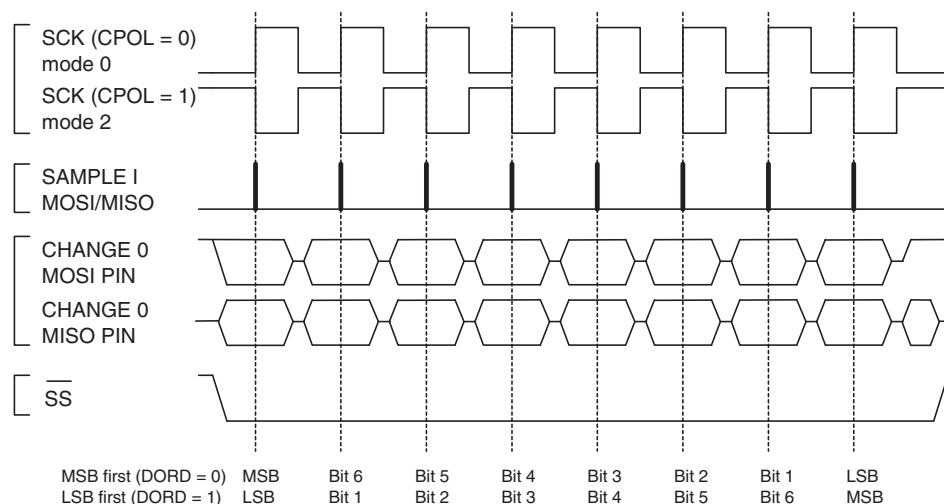 SCK (CPOL = 0)
mode 0
SCK (CPOL = 1)
mode 2
SAMPLE I
MOSI/MISO
CHANGE 0
MOSI PIN
CHANGE 0
MISO PIN
SS
MSB first (DORD = 0) MSB Bit 6 Bit 5 Bit 4 Bit 3 Bit 2 Bit 1 LSB
LSB first (DORD = 1) LSB Bit 1 Bit 2 Bit 3 Bit 4 Bit 5 Bit 6 MSB